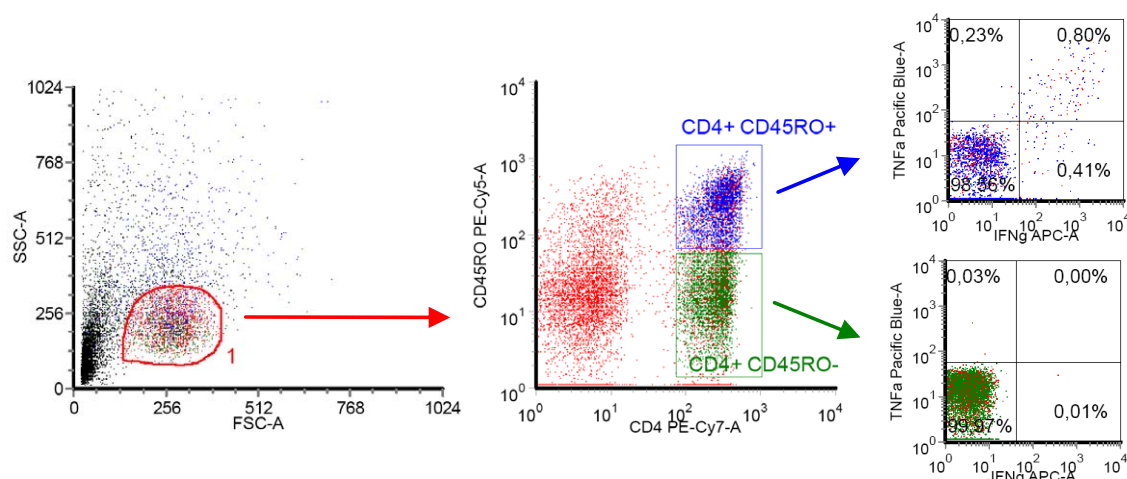 1024
768
512
256
0
SSC-A
0 256 512 768 1024
FSC-A
1
10^4
10^3
10^2
10^1
10^0
CD45RO PE-Cy5-A
CD4+ CD45RO+
CD4+ CD45RO-
10^0 10^1 10^2 10^3 10^4
CD4 PE-Cy7-A
10^4
10^3
10^2
10^1
10^0
TNFa Pacific Blue-A
0,23% 0,80%
98,56% 0,41%
10^0 10^1 10^2 10^3 10^4
IFNg APC-A
10^4
10^3
10^2
10^1
10^0
TNFa Pacific Blue-A
0,03% 0,00%
99,97% 0,01%
10^0 10^1 10^2 10^3 10^4
IFNg APC-A